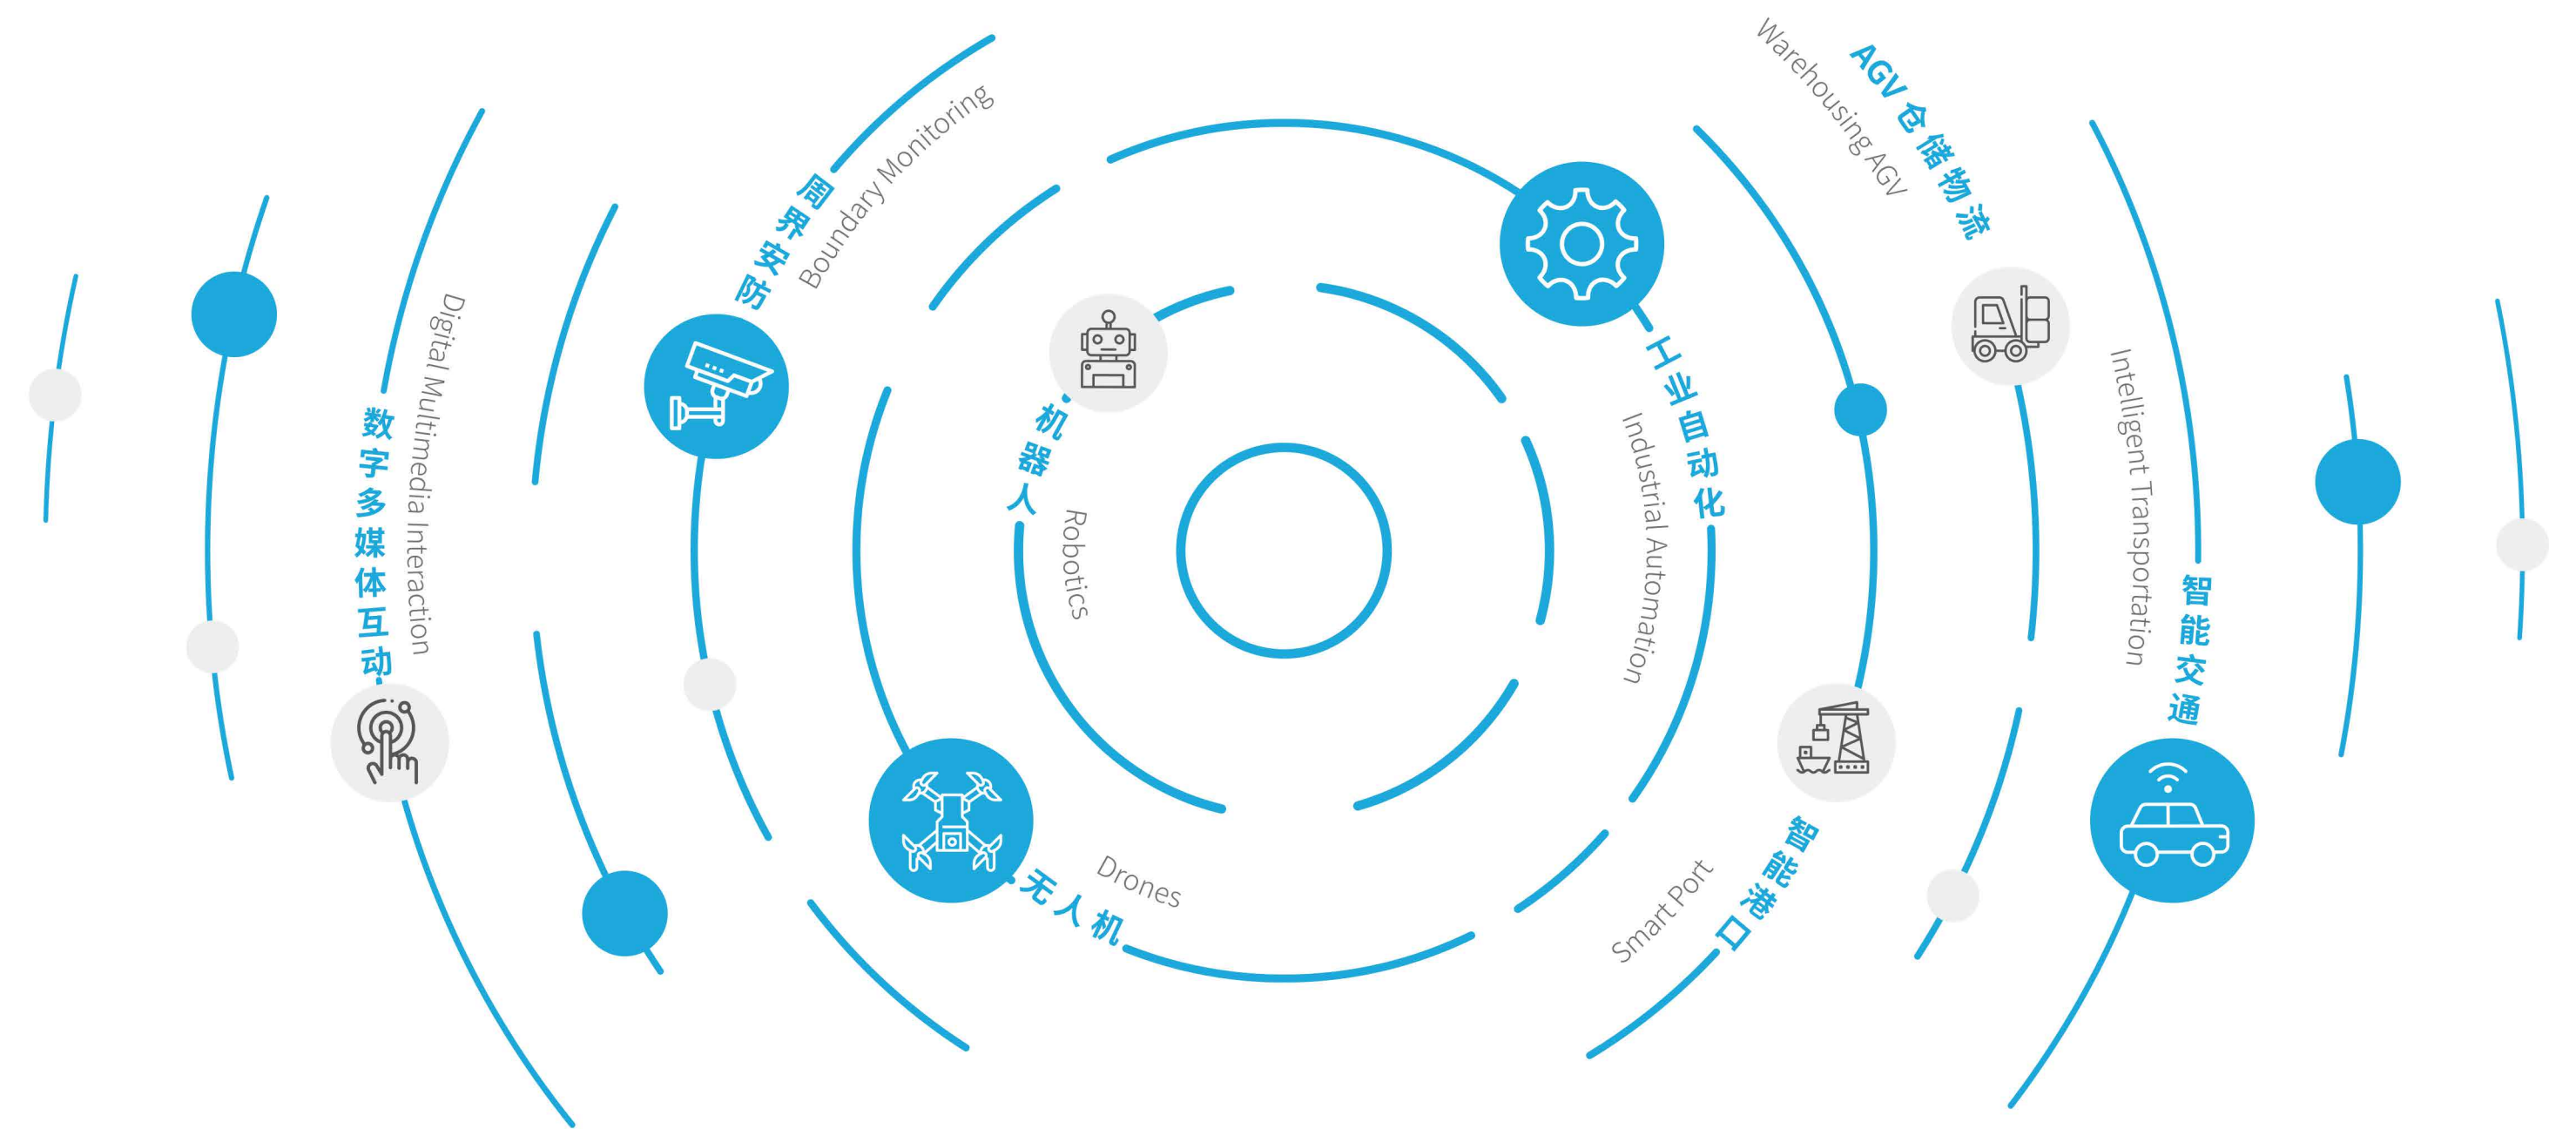 数字多媒体互动
Digital Multimedia Interaction
周界安防
Boundary Monitoring
机器人
Robotics
无人机
Drones
工业自动化
Industrial Automation
AGV 仓储物流
Warehousing AGV
智能港口
Smart Port
智能交通
Intelligent Transportation